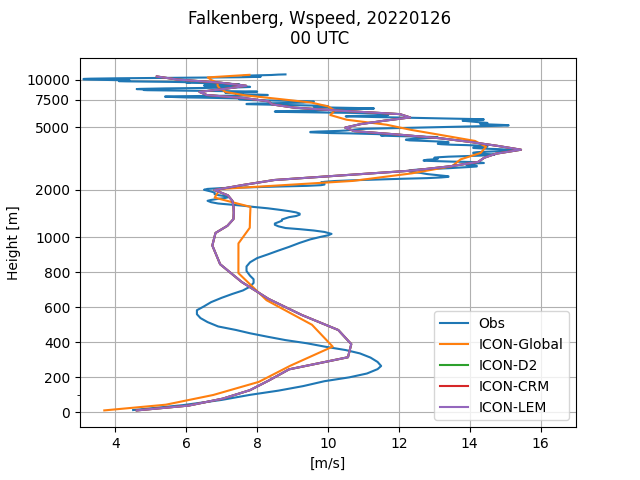 Falkenberg, Wspeed, 20220126
00 UTC
Height [m]
10000
7500
5000
2000
1000
800
600
400
200
0
4 6 8 10 12 14 16
[m/s]
Obs
ICON-Global
ICON-D2
ICON-CRM
ICON-LEM